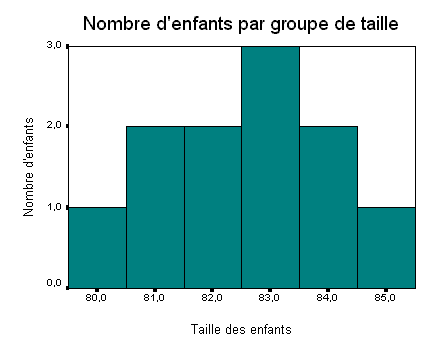 Nombre d'enfants par groupe de taille
3,0
2,0
1,0
0,0
Nombre d'enfants
80,0 81,0 82,0 83,0 84,0 85,0
Taille des enfants